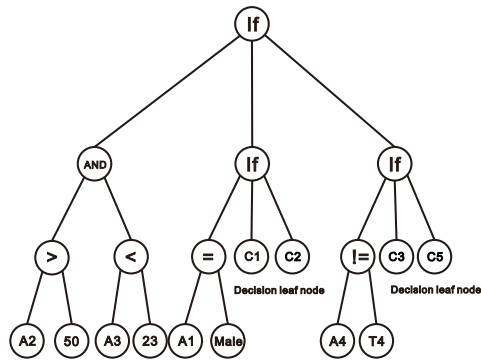 If
AND If If
> < = C1 C2 != C3 C5
Decision leaf node Decision leaf node
A2 50 A3 23 A1 Male A4 T4